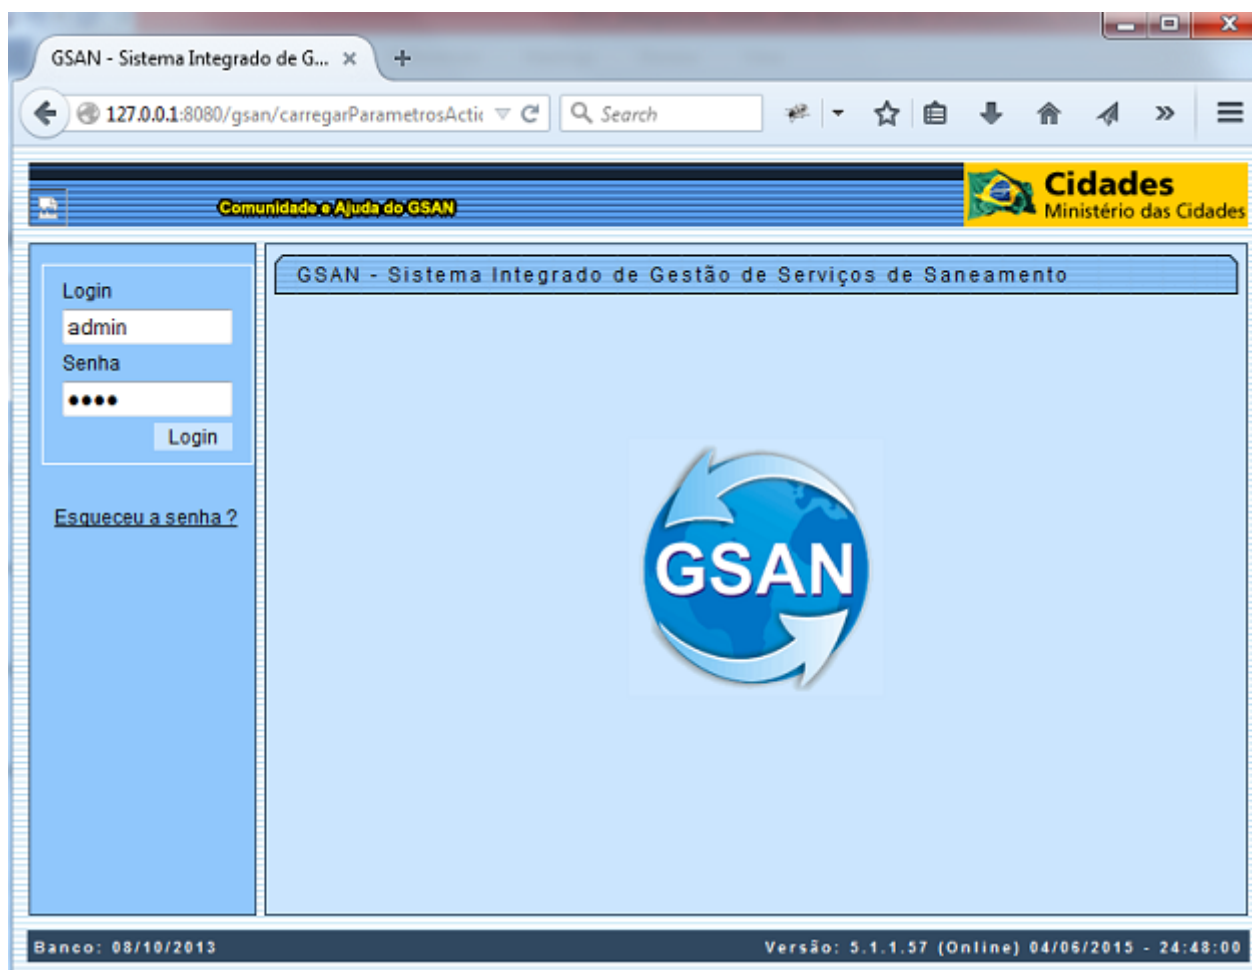 GSAN - Sistema Integrado de G...
127.0.0.1:8080/gsan/carregarParametrosActi
Search
Comunidade e Ajuda do GSAN
Cidades
Ministério das Cidades
GSAN - Sistema Integrado de Gestão de Serviços de Saneamento
Login
admin
Senha
••••
Login
Esqueceu a senha ?
GSAN
Banco: 08/10/2013
Versão: 5.1.1.57 (Online) 04/06/2015 - 24:48:00